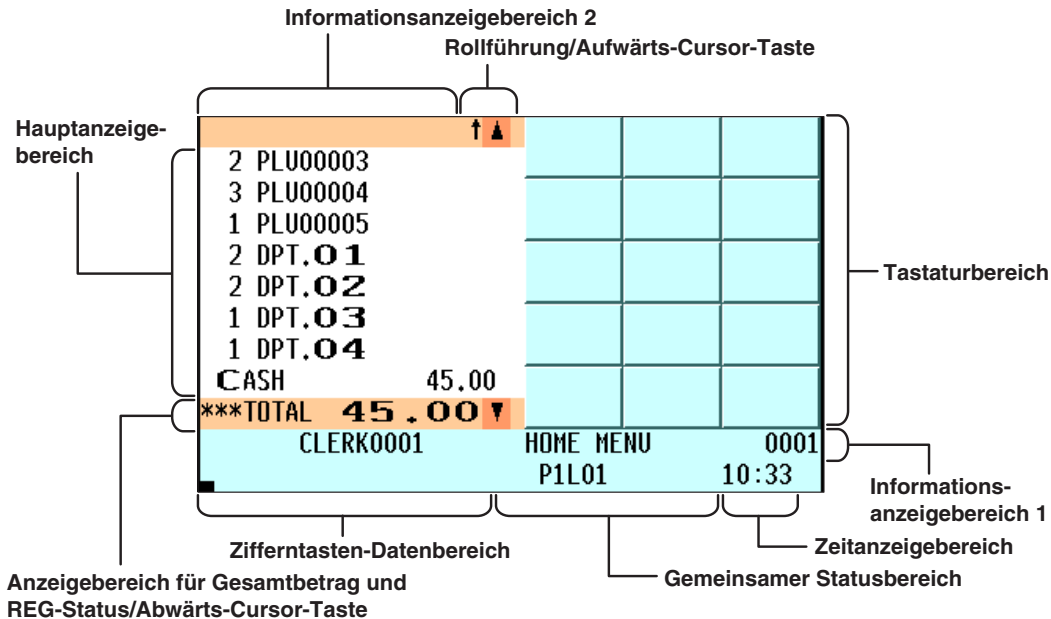 Informationsanzeigebereich 2
Rollführung/Aufwärts-Cursor-Taste
Hauptanzeige-
bereich
2 PLU00003
3 PLU00004
1 PLU00005
2 DPT.01
2 DPT.02
1 DPT.03
1 DPT.04
CASH 45.00
***TOTAL 45.00
CLERK0001 HOME MENU 0001
P1L01 10:33
Tastaturbereich
Informations-
anzeigebereich 1
Zeitanzeigebereich
Gemeinsamer Statusbereich
Zifferntasten-Datenbereich
Anzeigebereich für Gesamtbetrag und
REG-Status/Abwärts-Cursor-Taste